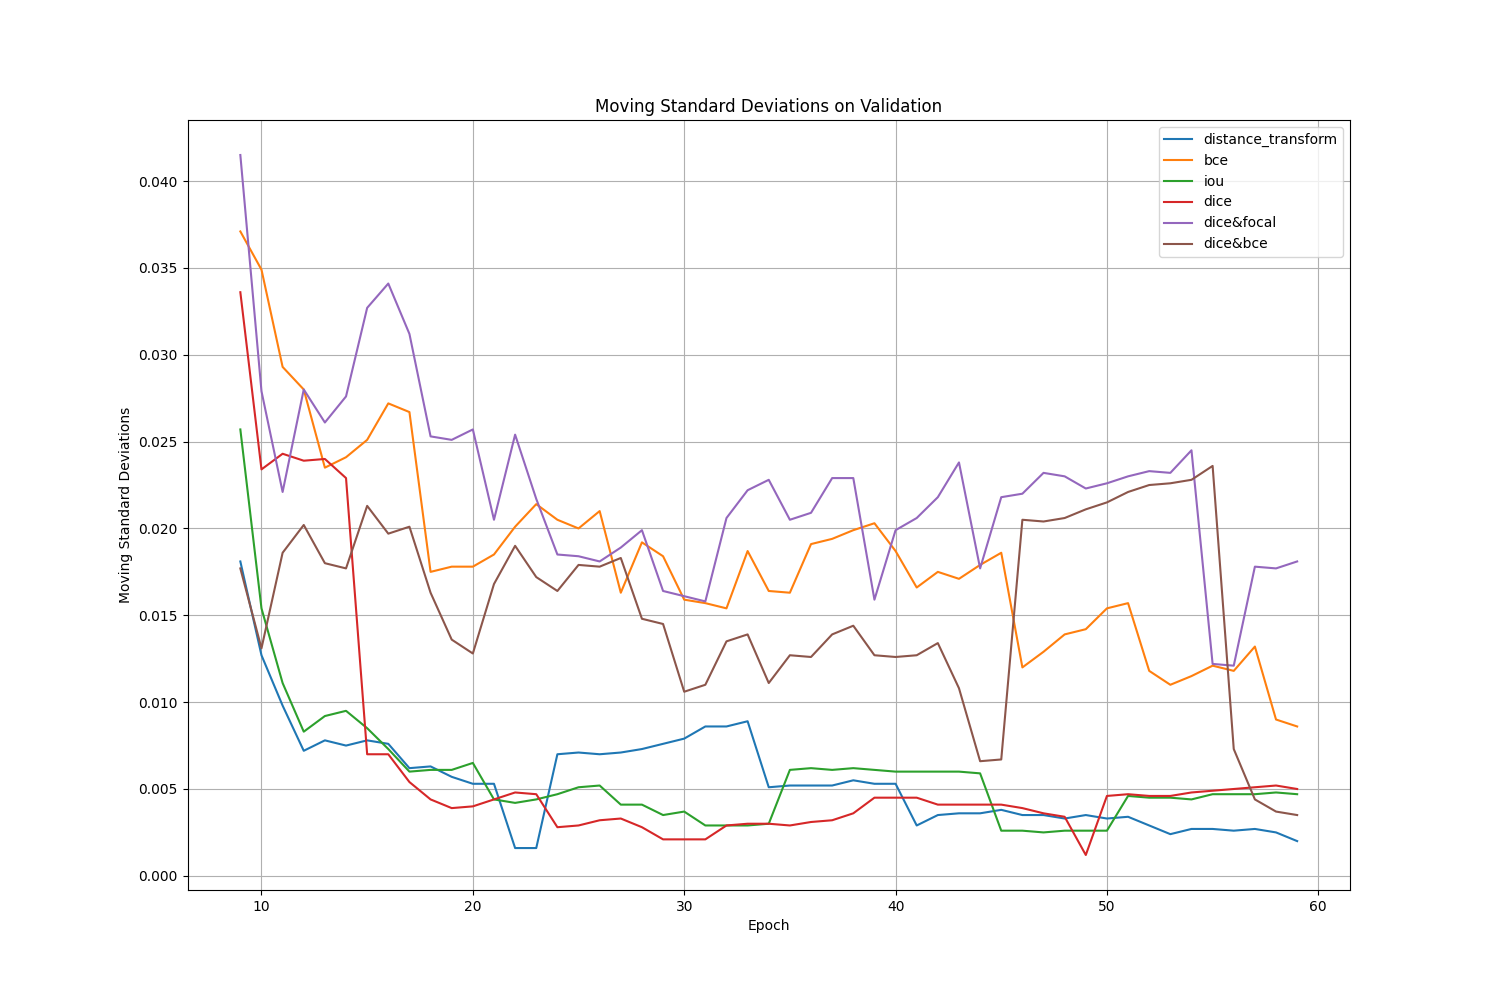 Moving Standard Deviations on Validation
distance_transform
bce
iou
dice
dice&focal
dice&bce
0.040
0.035
0.030
0.025
0.020
0.015
0.010
0.005
0.000
Moving Standard Deviations
10
20
30
40
50
60
Epoch